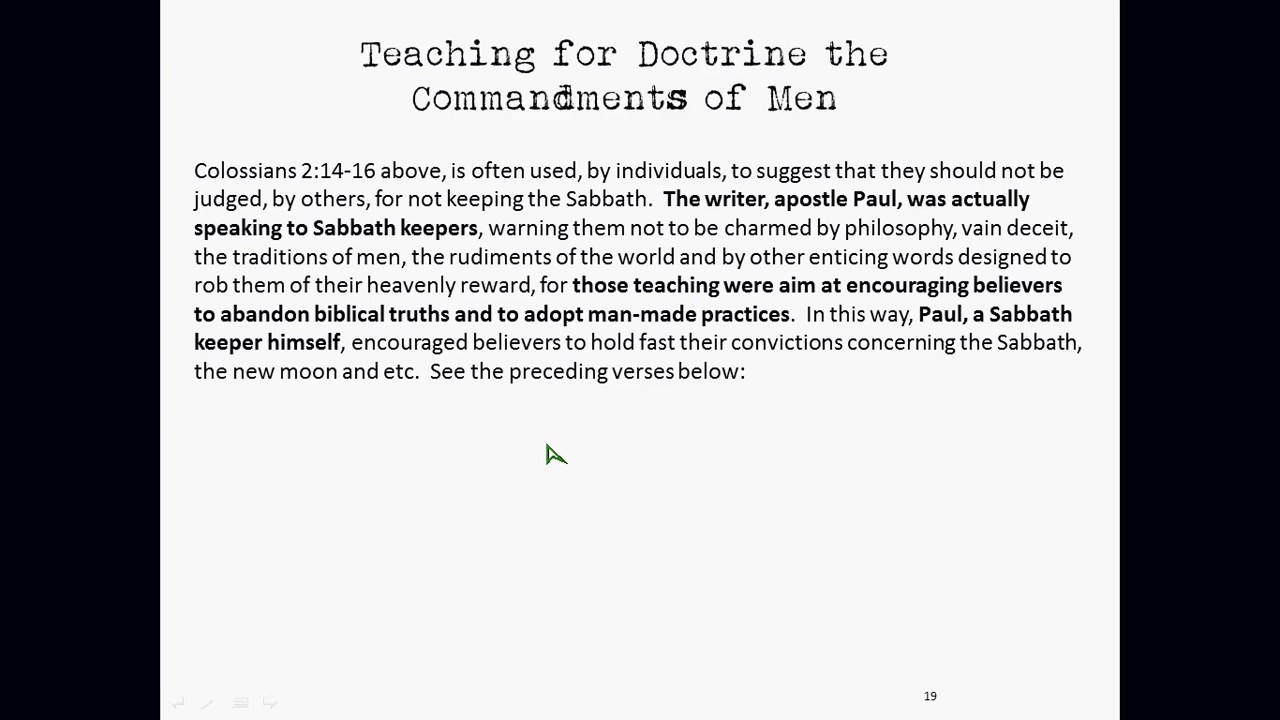 Teaching for Doctrine the
Commandments of Men
Colossians 2:14-16 above, is often used, by individuals, to suggest that they should not be
judged, by others, for not keeping the Sabbath.  The writer, apostle Paul, was actually
speaking to Sabbath keepers, warning them not to be charmed by philosophy, vain deceit,
the traditions of men, the rudiments of the world and by other enticing words designed to
rob them of their heavenly reward, for those teaching were aim at encouraging believers
to abandon biblical truths and to adopt man-made practices.  In this way, Paul, a Sabbath
keeper himself, encouraged believers to hold fast their convictions concerning the Sabbath,
the new moon and etc.  See the preceding verses below:
19